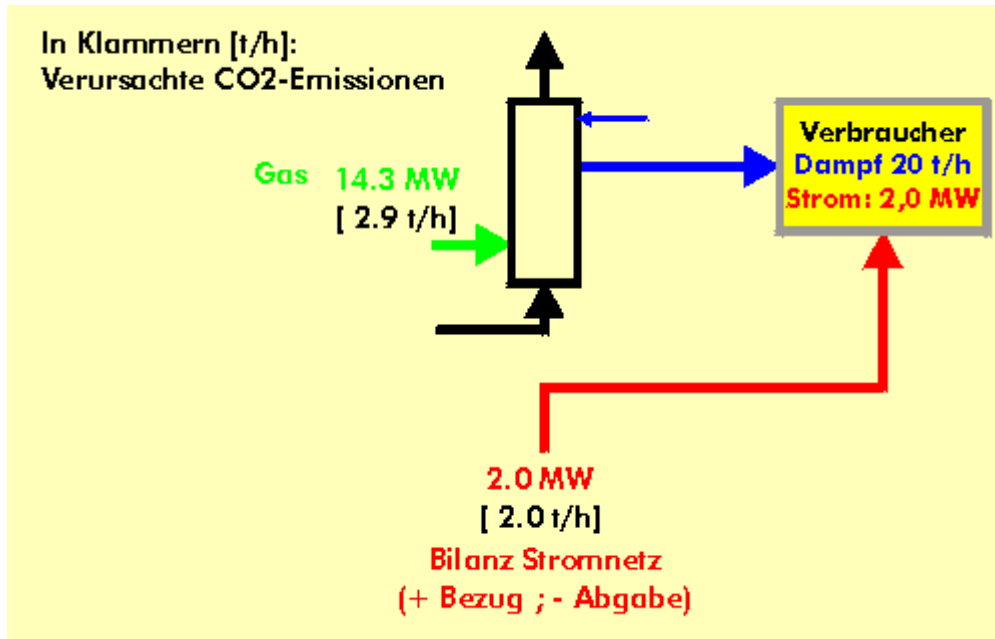 In Klammern [t/h]:
Verursachte CO2-Emissionen
Gas 14.3 MW
[ 2.9 t/h]
Verbraucher
Dampf 20 t/h
Strom: 2,0 MW
2.0 MW
[ 2.0 t/h]
Bilanz Stromnetz
(+ Bezug ; - Abgabe)